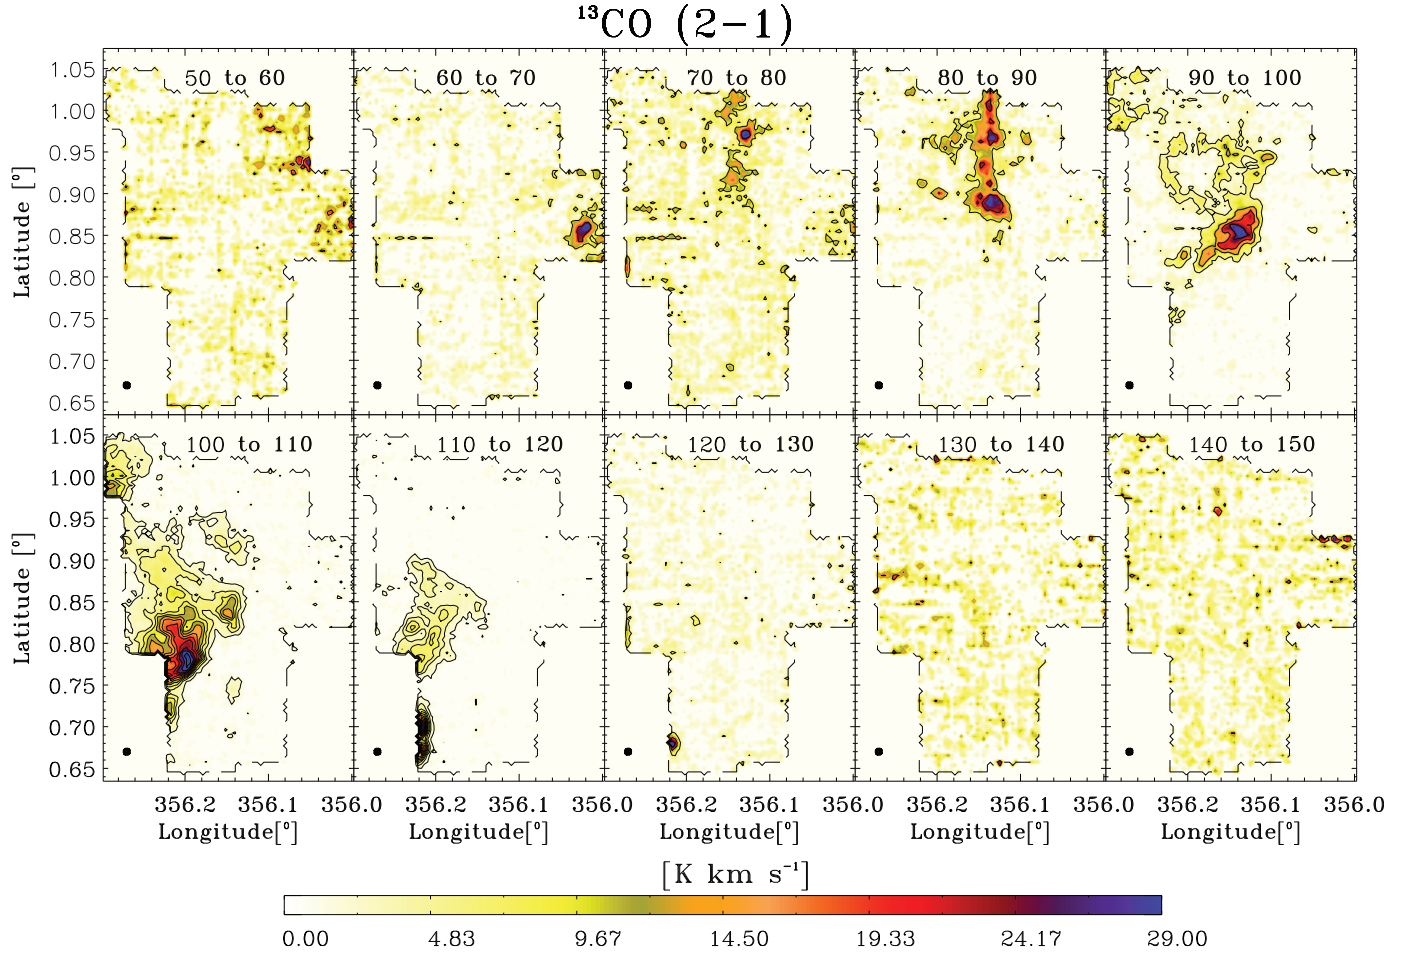 ¹³CO (2−1)
50 to 60
60 to 70
70 to 80
80 to 90
90 to 100
1.05
1.00
0.95
0.90
0.85
0.80
0.75
0.70
0.65
Latitude [°]
100 to 110
110 to 120
120 to 130
130 to 140
140 to 150
1.05
1.00
0.95
0.90
0.85
0.80
0.75
0.70
0.65
Latitude [°]
356.2 356.1 356.0 356.2 356.1 356.0 356.2 356.1 356.0 356.2 356.1 356.0 356.2 356.1 356.0
Longitude[°] Longitude[°] Longitude[°] Longitude[°] Longitude[°]
[K km s⁻¹]
0.00 4.83 9.67 14.50 19.33 24.17 29.00